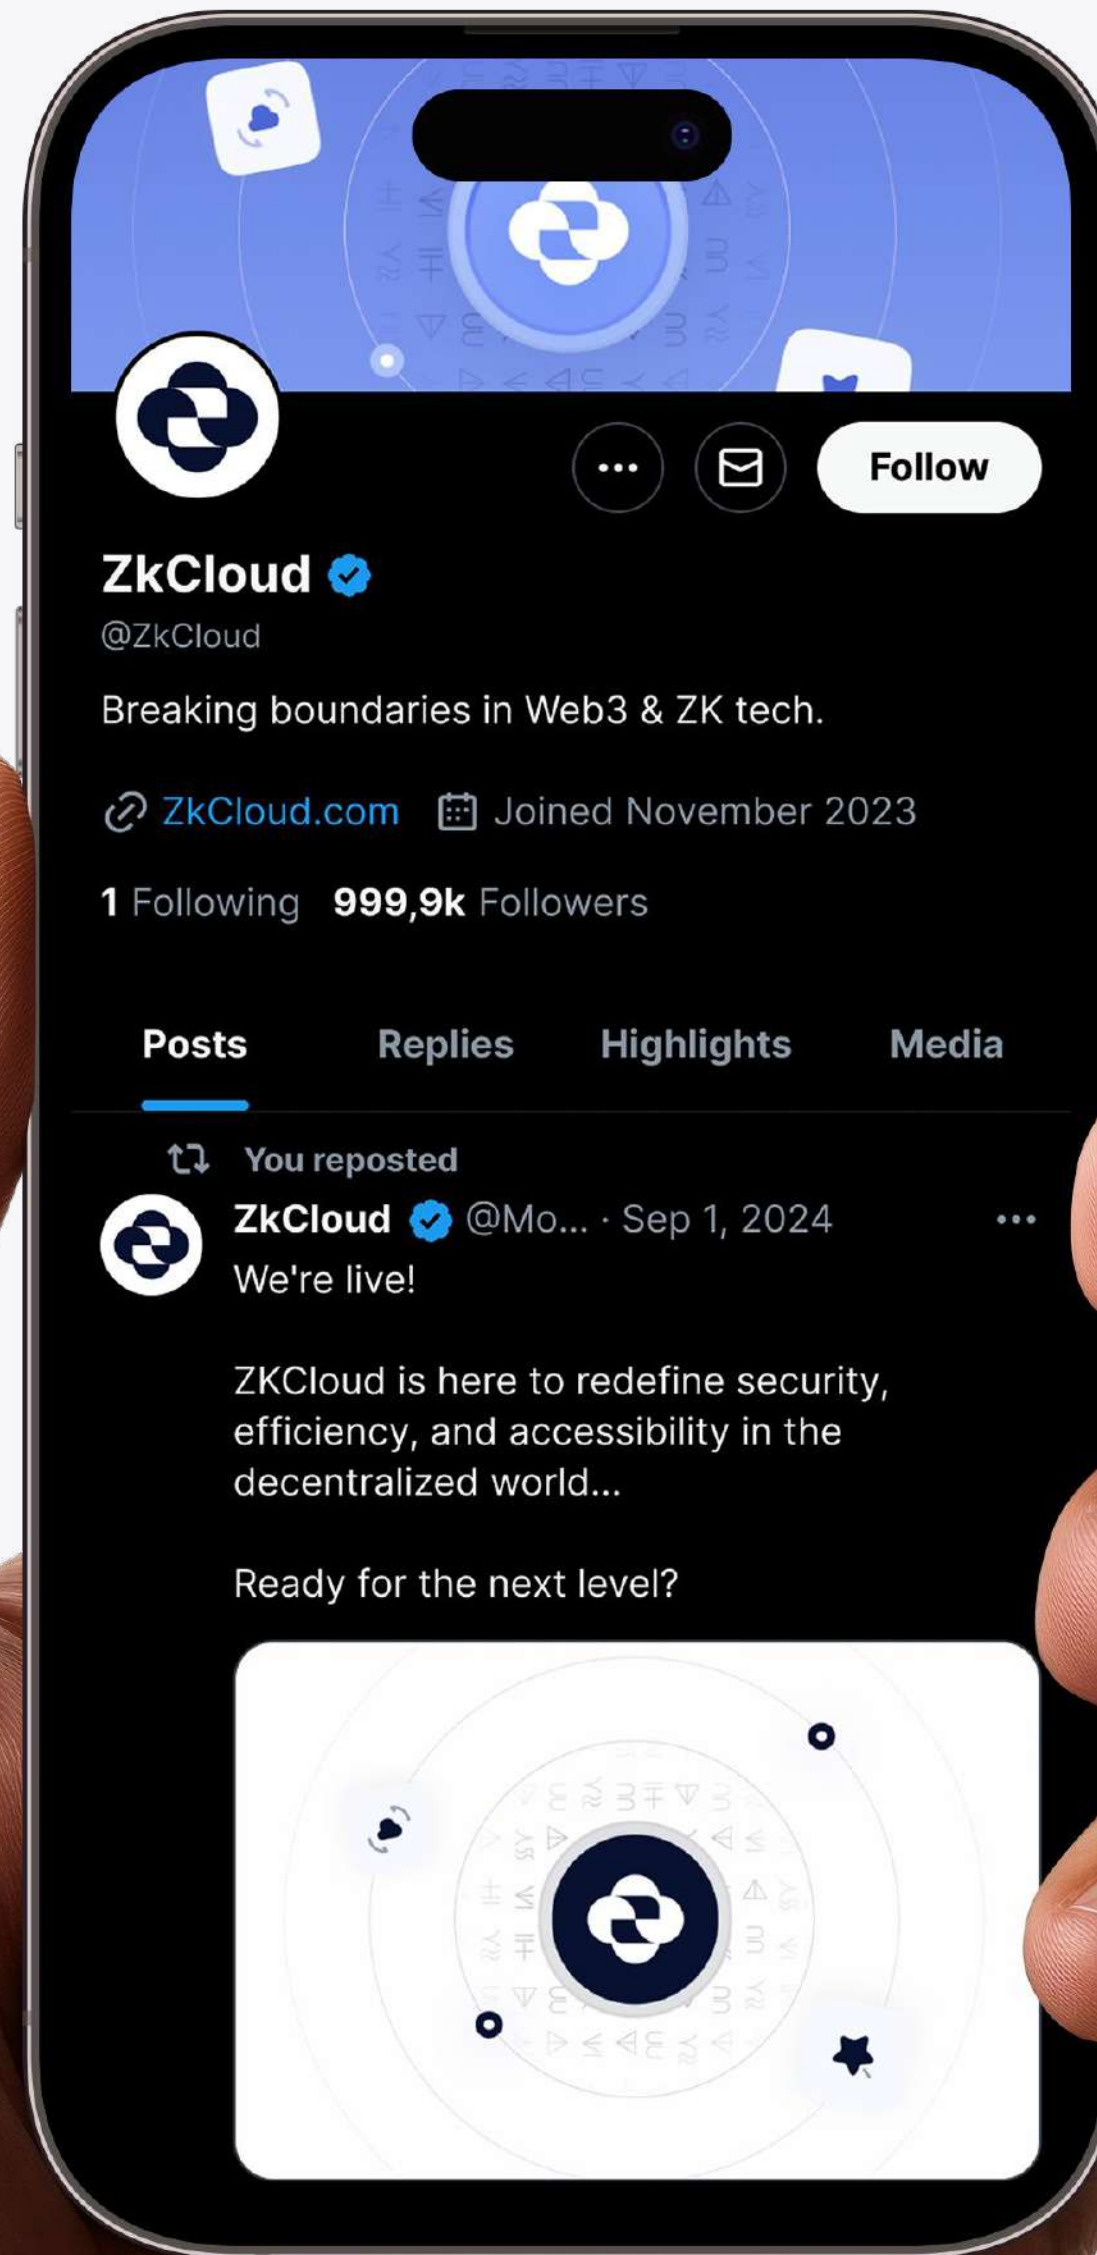 Follow
ZkCloud
@ZkCloud
Breaking boundaries in Web3 & ZK tech.
ZkCloud.com Joined November 2023
1 Following 999,9k Followers
Posts Replies Highlights Media
You reposted
ZkCloud @Mo... · Sep 1, 2024
We're live!
ZKCloud is here to redefine security,
efficiency, and accessibility in the
decentralized world...
Ready for the next level?